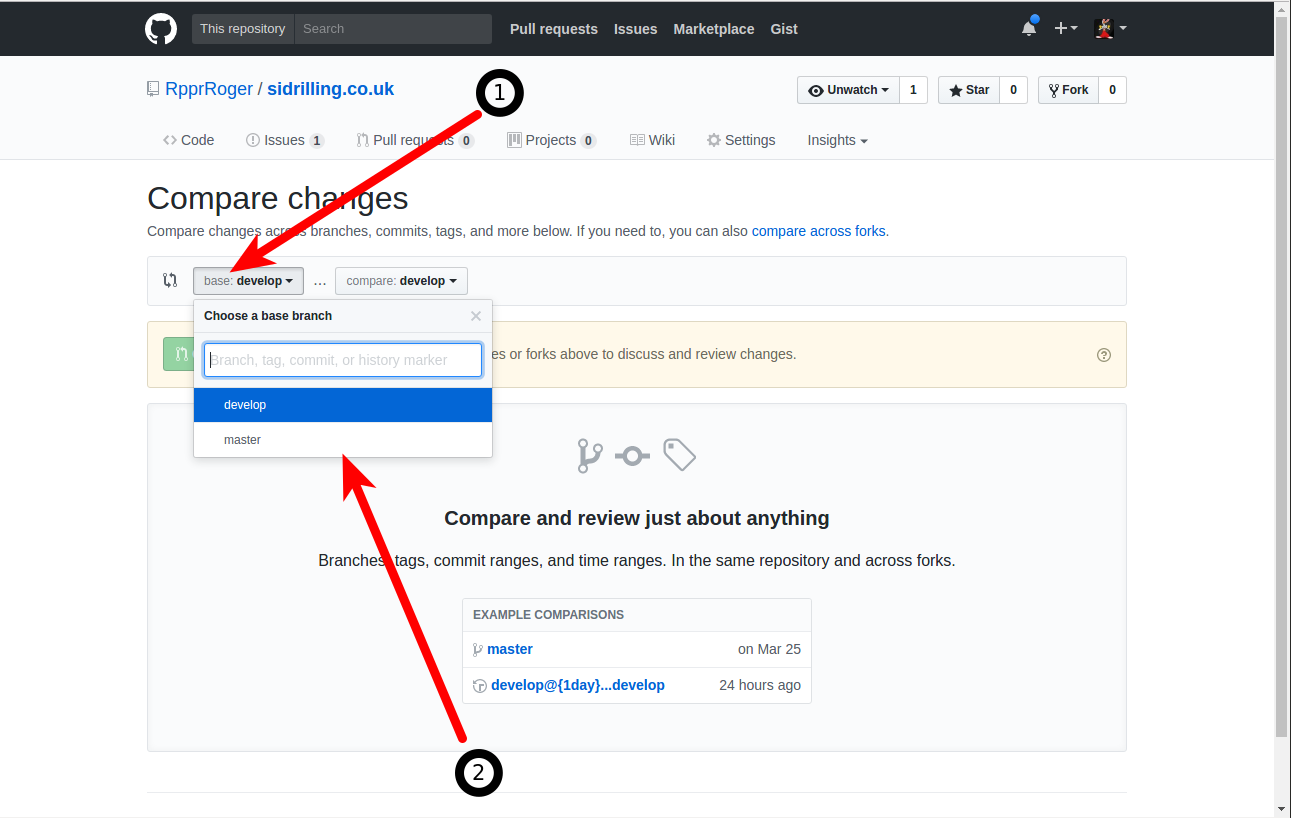 This repository Search Pull requests Issues Marketplace Gist
1
RpprRoger / sidrilling.co.uk Unwatch 1 Star 0 Fork 0
Code Issues 1 Pull requests 0 Projects 0 Wiki Settings Insights
Compare changes
Compare changes across branches, commits, tags, and more below. If you need to, you can also compare across forks.
base: develop ... compare: develop
Choose a base branch
Branch, tag, commit, or history marker
es or forks above to discuss and review changes.
develop
master
Compare and review just about anything
Branches, tags, commit ranges, and time ranges. In the same repository and across forks.
EXAMPLE COMPARISONS
master on Mar 25
develop@{1day}...develop 24 hours ago
2